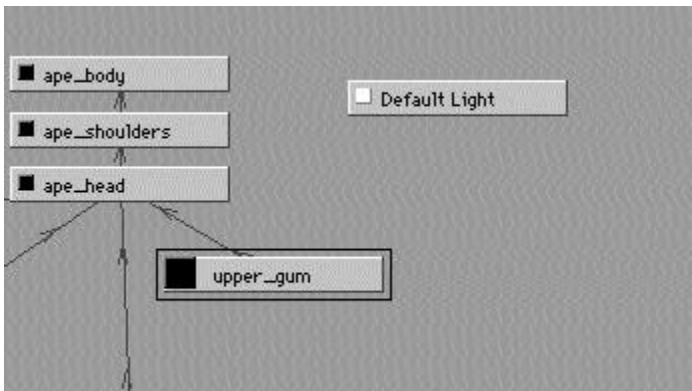 ape_body
Default Light
ape_shoulders
ape_head
upper_gum